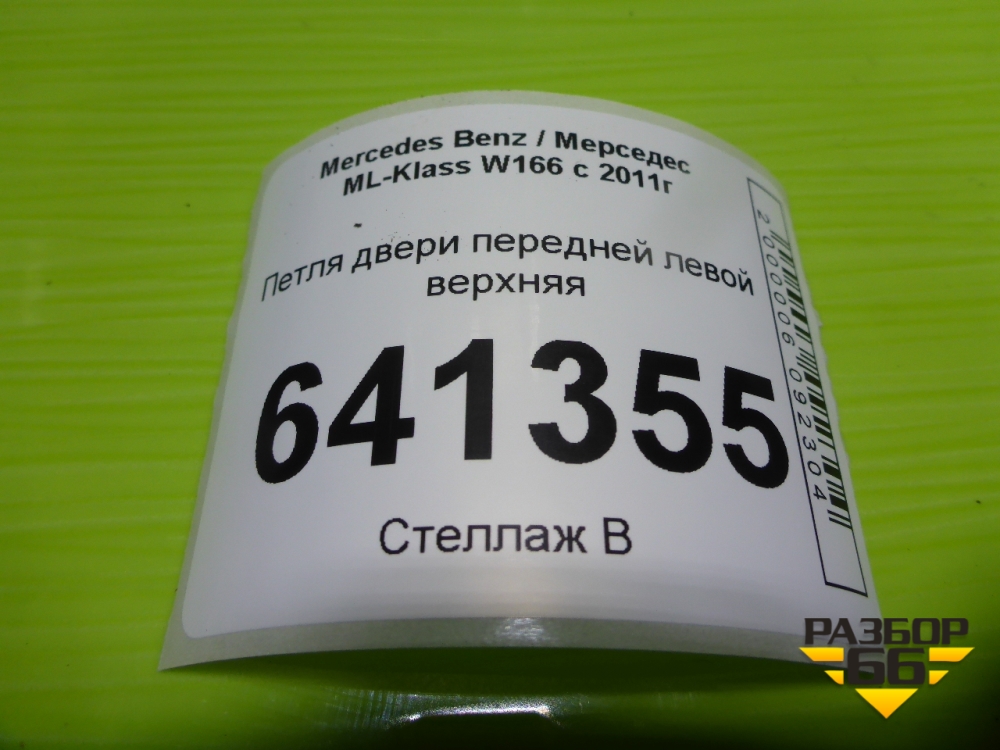 Mercedes Benz / Мерседес
ML-Klass W166 с 2011г
Петля двери передней левой
верхняя
641355
Стеллаж В
2000006092304
РАЗБОР
66